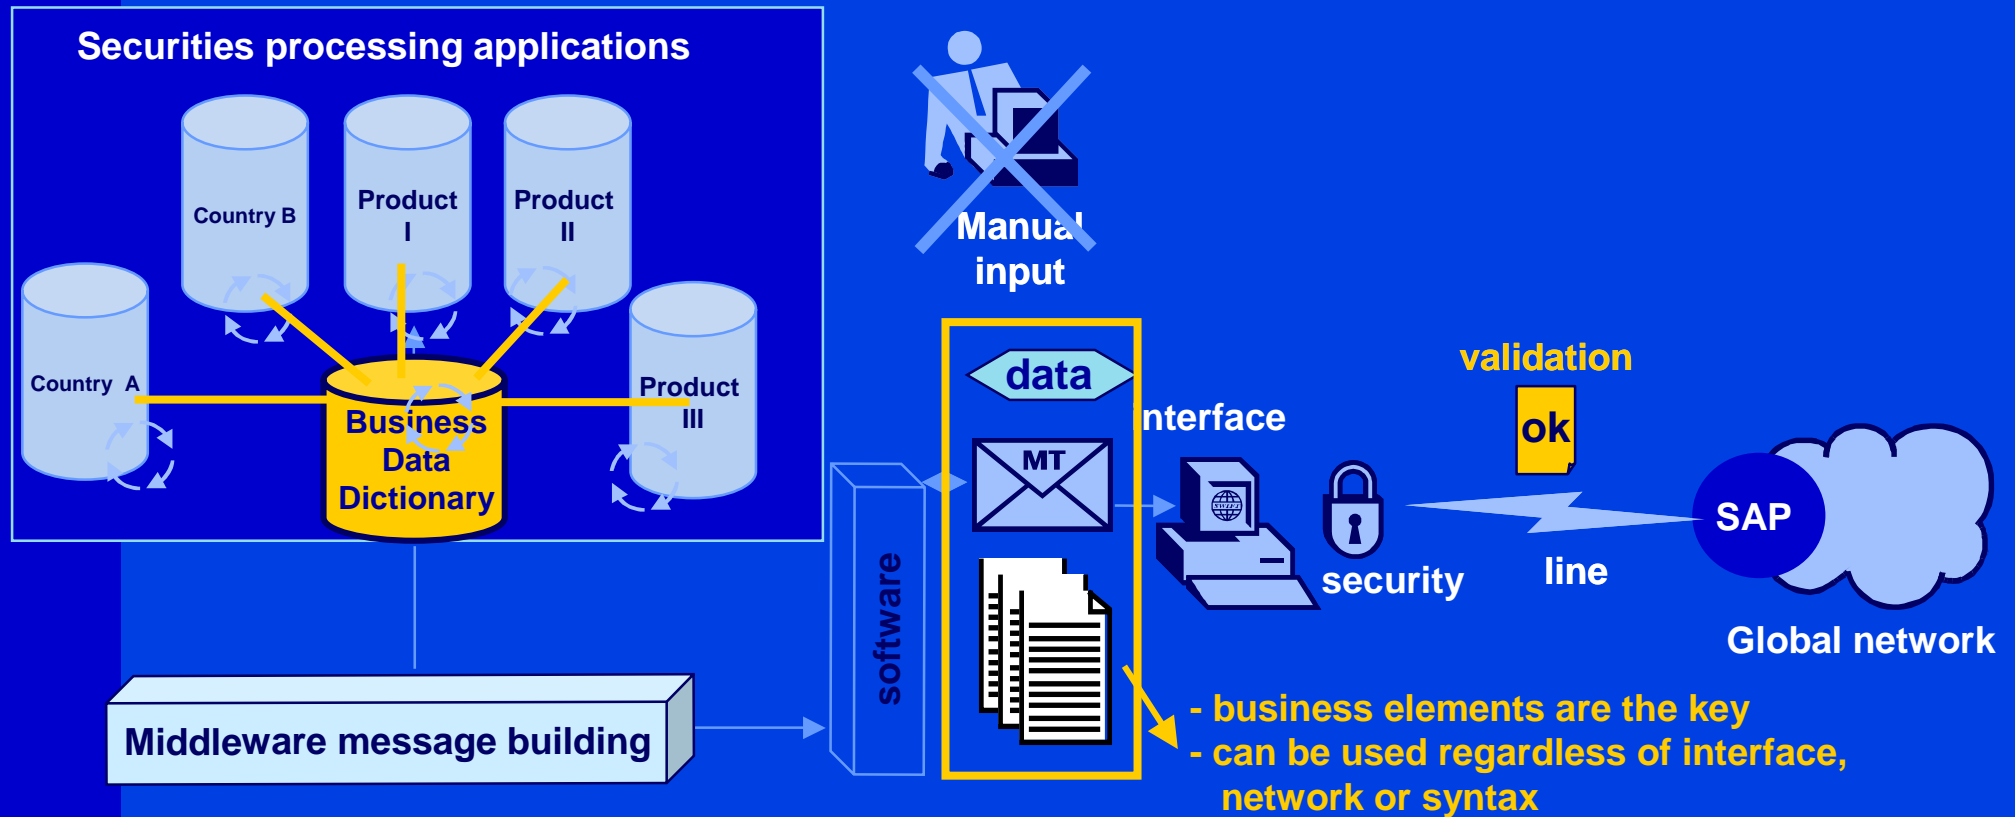 Securities processing applications
Country B
Product
I
Product
II
Country A
Product
III
Business
Data
Dictionary
Middleware message building
software
Manual
input
data
MT
interface
SWIFT
security
validation
ok
line
SAP
Global network
- business elements are the key
- can be used regardless of interface,
network or syntax